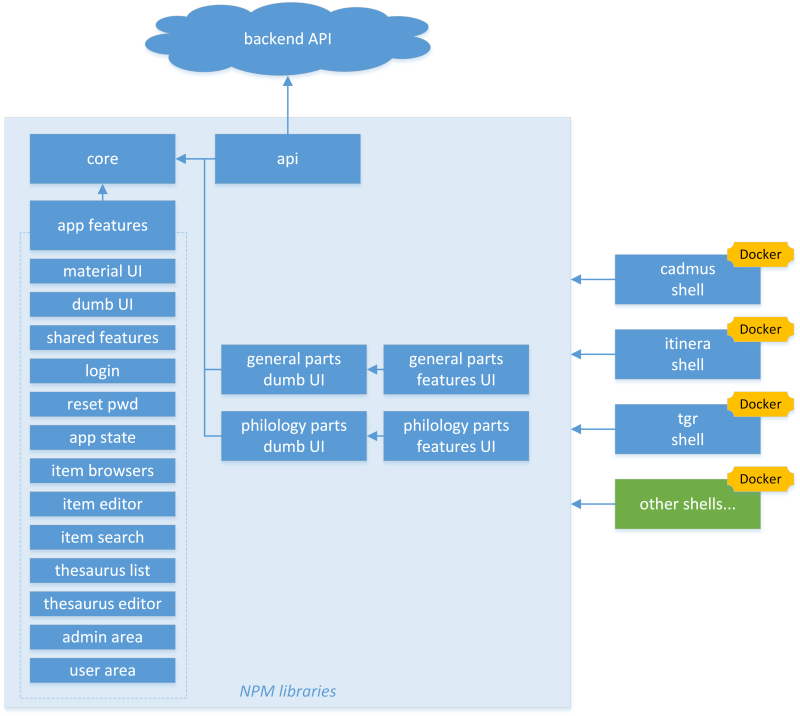 backend API
core
api
app features
material UI
dumb UI
shared features
login
reset pwd
app state
item browsers
item editor
item search
thesaurus list
thesaurus editor
admin area
user area
general parts
dumb UI
general parts
features UI
philology parts
dumb UI
philology parts
features UI
NPM libraries
Docker
cadmus
shell
Docker
itinera
shell
Docker
tgr
shell
Docker
other shells...